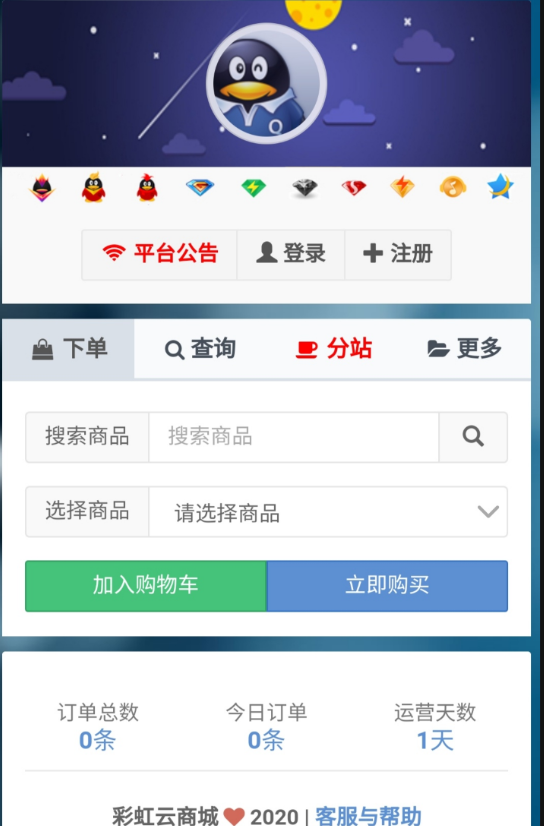 平台公告 登录 注册
下单 查询 分站 更多
搜索商品 搜索商品
选择商品 请选择商品
加入购物车 立即购买
订单总数 今日订单 运营天数
0条 0条 1天
彩虹云商城 ❤ 2020 | 客服与帮助